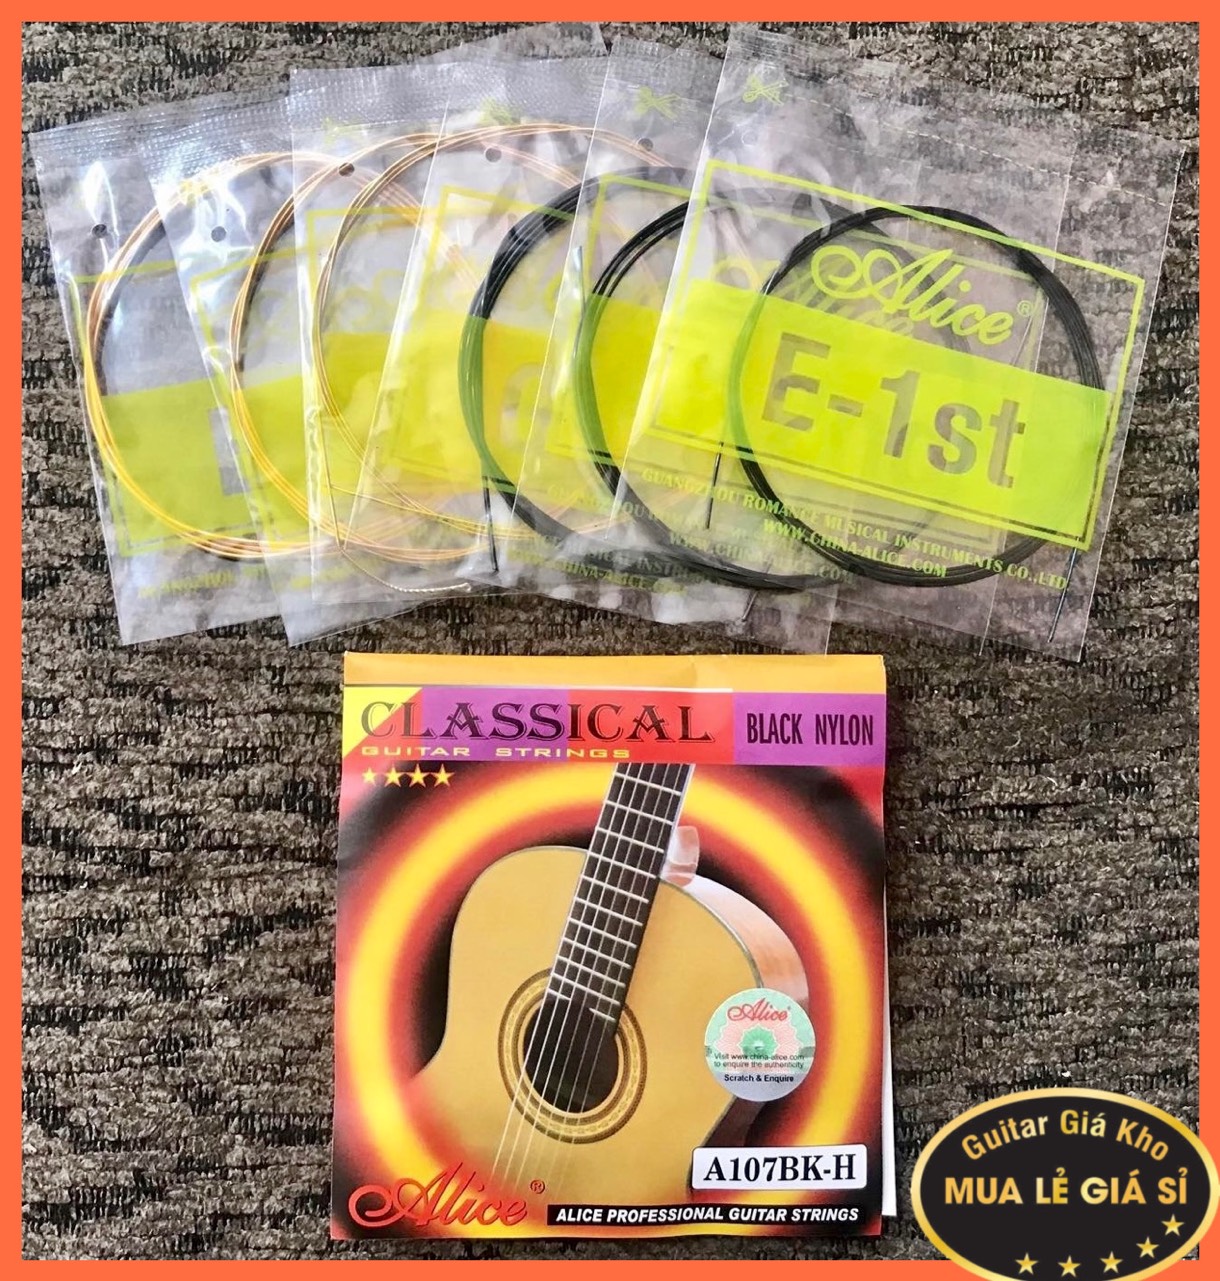 Alice®
E-1st
GUANGZHOU ROMANCE MUSICAL INSTRUMENTS CO.,LTD
WWW.CHINA-ALICE.COM
CLASSICAL
GUITAR STRINGS
BLACK NYLON
Alice®
Visit www.china-alice.com
to enquire the authenticity
Scratch & Enquire
A107BK-H
Alice®
ALICE PROFESSIONAL GUITAR STRINGS
Guitar Giá Kho
MUA LẺ GIÁ SỈ